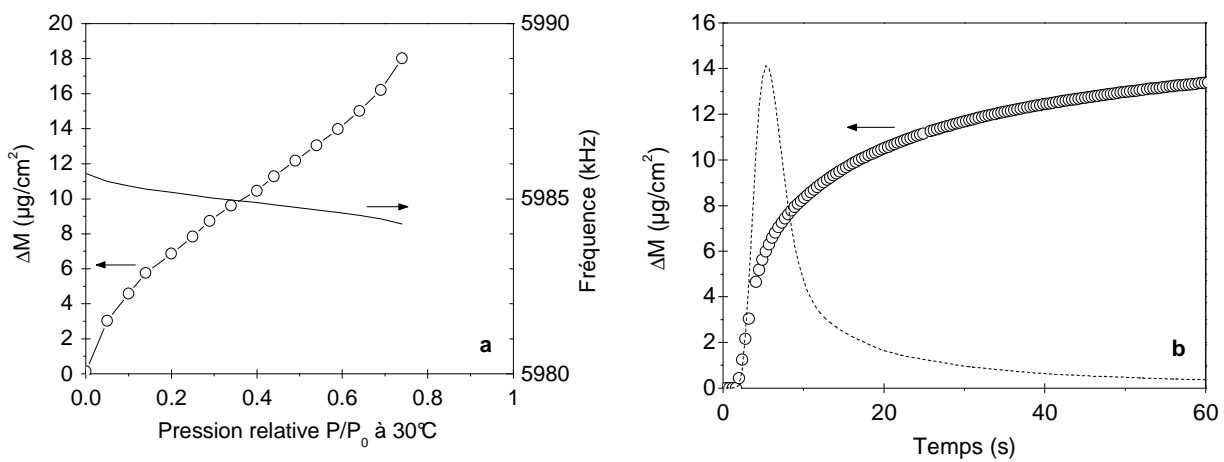 20
18
16
14
12
10
8
6
4
2
0
ΔM (µg/cm²)
5990
5985
5980
Fréquence (kHz)
a
0.0 0.2 0.4 0.6 0.8 1
Pression relative P/P₀ à 30℃
16
14
12
10
8
6
4
2
0
ΔM (µg/cm²)
b
0 20 40 60
Temps (s)